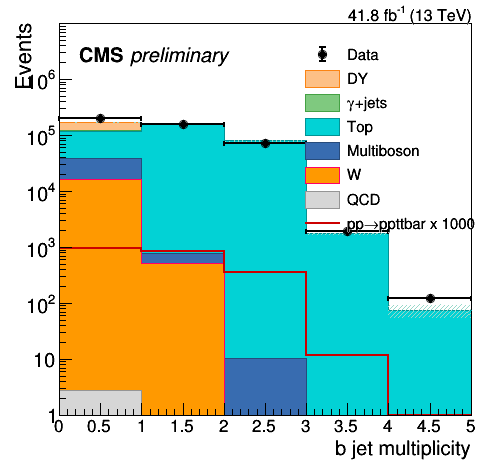 41.8 fb⁻¹ (13 TeV)
Events
CMS preliminary
Data
DY
γ+jets
Top
Multiboson
W
QCD
pp→ppttbar x 1000
10⁶
10⁵
10⁴
10³
10²
10
1
0 0.5 1 1.5 2 2.5 3 3.5 4 4.5 5
b jet multiplicity